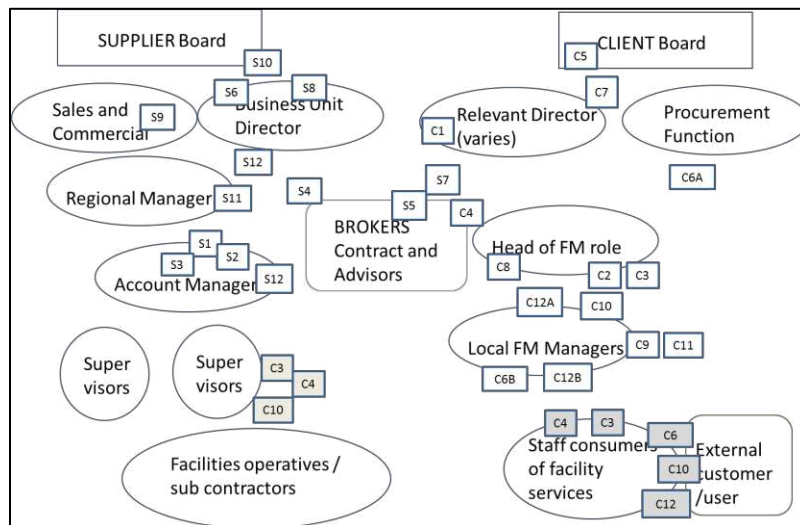 SUPPLIER Board
S10
CLIENT Board
C5
S6
S8
C7
Sales and
Commercial
S9
Business Unit
Director
Relevant Director
(varies)
C1
Procurement
Function
S12
C6A
Regional Manager
S11
S4
S7
S5
C4
BROKERS
Contract and
Advisors
Head of FM role
C8
C2
C3
S1
S2
S3
Account Manager
S12
C12A
C10
Local FM Managers
C9
C11
C6B
C12B
Super
visors
Super
visors
C3
C4
C10
C4
C3
C6
Staff consumers
of facility
services
C10
C12
External
customer
/user
Facilities operatives /
sub contractors